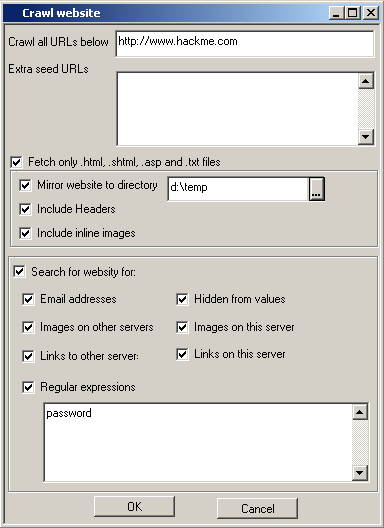 Crawl website
Crawl all URLs below
http://www.hackme.com
Extra seed URLs
Fetch only .html, .shtml, .asp and .txt files
Mirror website to directory
d:\temp
...
Include Headers
Include inline images
Search for websity for:
Email addresses
Hidden from values
Images on other servers
Images on this server
Links to other server:
Links on this server
Regular expressions
password
OK
Cancel